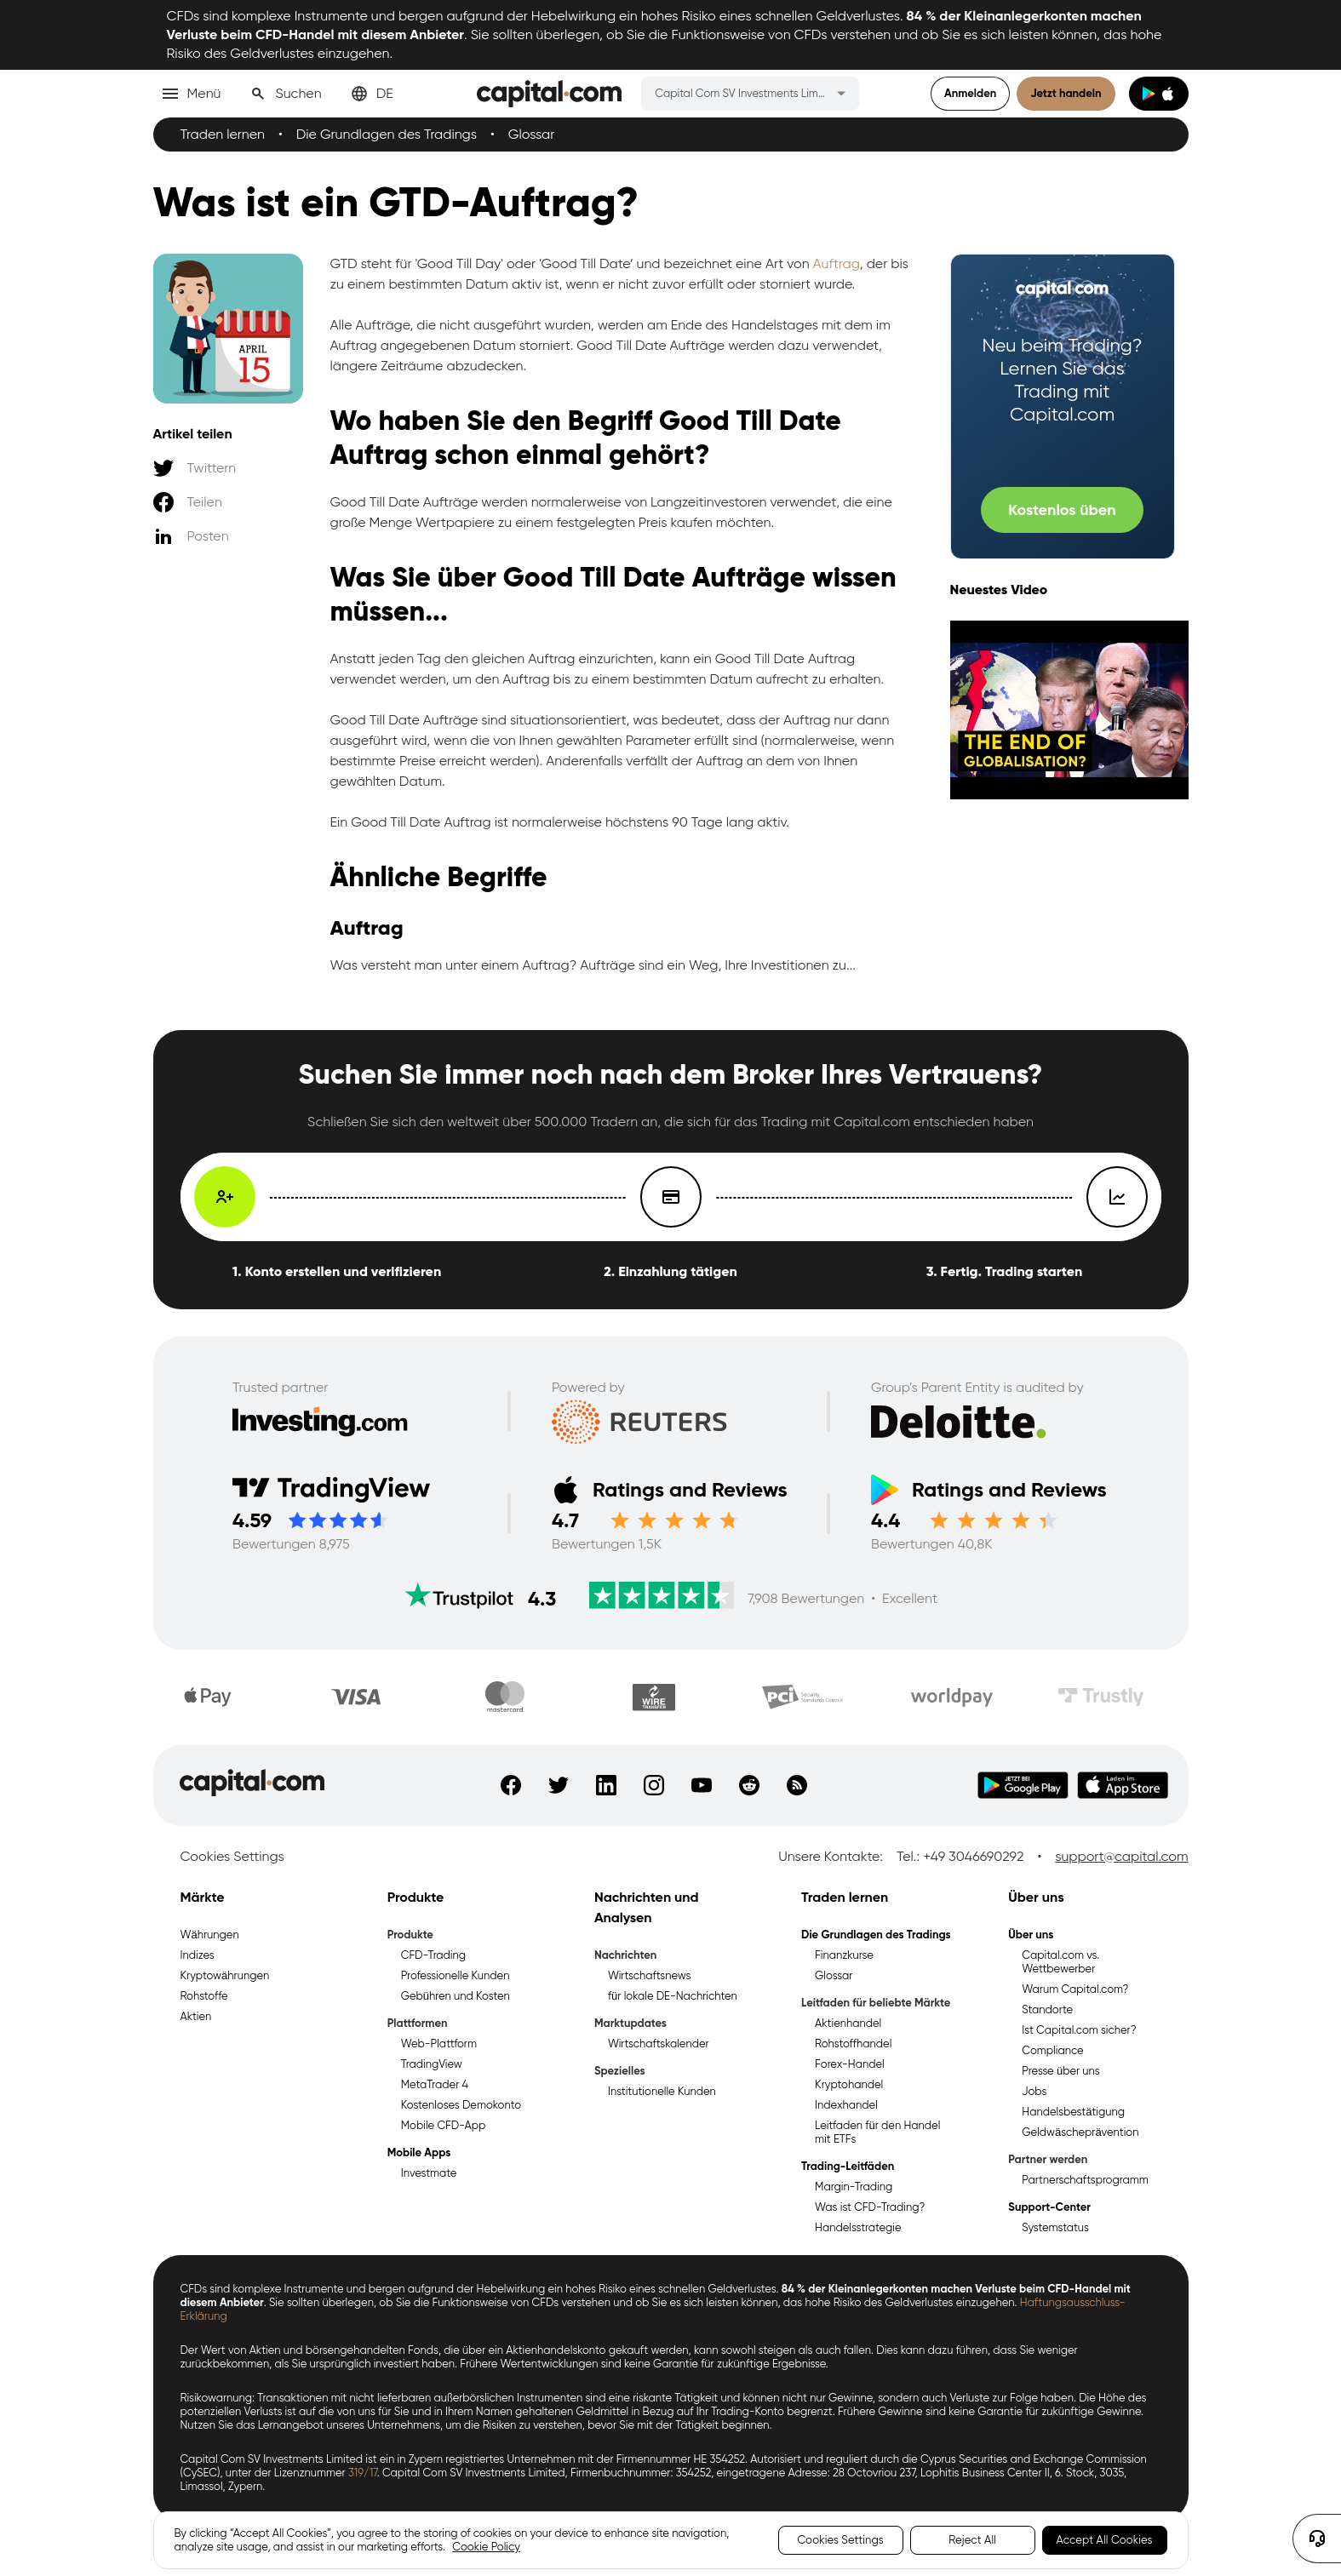 CFDs sind komplexe Instrumente und bergen aufgrund der Hebelwirkung ein hohes Risiko eines schnellen Geldverlustes. 84 % der Kleinanlegerkonten machen
Verluste beim CFD-Handel mit diesem Anbieter. Sie sollten überlegen, ob Sie die Funktionsweise von CFDs verstehen und ob Sie es sich leisten können, das hohe
Risiko des Geldverlustes einzugehen.
Menü Suchen DE capital.com Capital Com SV Investments Lim... Anmelden Jetzt handeln
Traden lernen • Die Grundlagen des Tradings • Glossar
Was ist ein GTD-Auftrag?
APRIL
15
Artikel teilen
Twittern
Teilen
Posten
GTD steht für 'Good Till Day' oder 'Good Till Date‘ und bezeichnet eine Art von Auftrag, der bis
zu einem bestimmten Datum aktiv ist, wenn er nicht zuvor erfüllt oder storniert wurde.
Alle Aufträge, die nicht ausgeführt wurden, werden am Ende des Handelstages mit dem im
Auftrag angegebenen Datum storniert. Good Till Date Aufträge werden dazu verwendet,
längere Zeiträume abzudecken.
Wo haben Sie den Begriff Good Till Date
Auftrag schon einmal gehört?
Good Till Date Aufträge werden normalerweise von Langzeitinvestoren verwendet, die eine
große Menge Wertpapiere zu einem festgelegten Preis kaufen möchten.
Was Sie über Good Till Date Aufträge wissen
müssen...
Anstatt jeden Tag den gleichen Auftrag einzurichten, kann ein Good Till Date Auftrag
verwendet werden, um den Auftrag bis zu einem bestimmten Datum aufrecht zu erhalten.
Good Till Date Aufträge sind situationsorientiert, was bedeutet, dass der Auftrag nur dann
ausgeführt wird, wenn die von Ihnen gewählten Parameter erfüllt sind (normalerweise, wenn
bestimmte Preise erreicht werden). Anderenfalls verfällt der Auftrag an dem von Ihnen
gewählten Datum.
Ein Good Till Date Auftrag ist normalerweise höchstens 90 Tage lang aktiv.
Ähnliche Begriffe
Auftrag
Was versteht man unter einem Auftrag? Aufträge sind ein Weg, Ihre Investitionen zu...
capital.com
Neu beim Trading?
Lernen Sie das
Trading mit
Capital.com
Kostenlos üben
Neuestes Video
THE END OF
GLOBALISATION?
Suchen Sie immer noch nach dem Broker Ihres Vertrauens?
Schließen Sie sich den weltweit über 500.000 Tradern an, die sich für das Trading mit Capital.com entschieden haben
1. Konto erstellen und verifizieren 2. Einzahlung tätigen 3. Fertig. Trading starten
Trusted partner Powered by Group's Parent Entity is audited by
Investing.com REUTERS Deloitte.
TradingView Ratings and Reviews Ratings and Reviews
4.59 4.7 4.4
Bewertungen 8,975 Bewertungen 1,5K Bewertungen 40,8K
Trustpilot 4.3 7,908 Bewertungen • Excellent
Pay VISA mastercard. WIRE TRANSFER PCI Security Standards Council worldpay Trustly
capital.com JETZT BEI Google Play Laden im App Store
Cookies Settings Unsere Kontakte: Tel.: +49 3046690292 • support@capital.com
Märkte
Währungen
Indizes
Kryptowährungen
Rohstoffe
Aktien
Produkte
Produkte
CFD-Trading
Professionelle Kunden
Gebühren und Kosten
Plattformen
Web-Plattform
TradingView
MetaTrader 4
Kostenloses Demokonto
Mobile CFD-App
Mobile Apps
Investmate
Nachrichten und
Analysen
Nachrichten
Wirtschaftsnews
für lokale DE-Nachrichten
Marktupdates
Wirtschaftskalender
Spezielles
Institutionelle Kunden
Traden lernen
Die Grundlagen des Tradings
Finanzkurse
Glossar
Leitfaden für beliebte Märkte
Aktienhandel
Rohstoffhandel
Forex-Handel
Kryptohandel
Indexhandel
Leitfaden für den Handel
mit ETFs
Trading-Leitfäden
Margin-Trading
Was ist CFD-Trading?
Handelsstrategie
Über uns
Über uns
Capital.com vs.
Wettbewerber
Warum Capital.com?
Standorte
Ist Capital.com sicher?
Compliance
Presse über uns
Jobs
Handelsbestätigung
Geldwäscheprävention
Partner werden
Partnerschaftsprogramm
Support-Center
Systemstatus
CFDs sind komplexe Instrumente und bergen aufgrund der Hebelwirkung ein hohes Risiko eines schnellen Geldverlustes. 84 % der Kleinanlegerkonten machen Verluste beim CFD-Handel mit
diesem Anbieter. Sie sollten überlegen, ob Sie die Funktionsweise von CFDs verstehen und ob Sie es sich leisten können, das hohe Risiko des Geldverlustes einzugehen. Haftungsausschluss-
Erklärung
Der Wert von Aktien und börsengehandelten Fonds, die über ein Aktienhandelskonto gekauft werden, kann sowohl steigen als auch fallen. Dies kann dazu führen, dass Sie weniger
zurückbekommen, als Sie ursprünglich investiert haben. Frühere Wertentwicklungen sind keine Garantie für zukünftige Ergebnisse.
Risikowarnung: Transaktionen mit nicht lieferbaren außerbörslichen Instrumenten sind eine riskante Tätigkeit und können nicht nur Gewinne, sondern auch Verluste zur Folge haben. Die Höhe des
potenziellen Verlusts ist auf die von uns für Sie und in Ihrem Namen gehaltenen Geldmittel in Bezug auf Ihr Trading-Konto begrenzt. Frühere Gewinne sind keine Garantie für zukünftige Gewinne.
Nutzen Sie das Lernangebot unseres Unternehmens, um die Risiken zu verstehen, bevor Sie mit der Tätigkeit beginnen.
Capital Com SV Investments Limited ist ein in Zypern registriertes Unternehmen mit der Firmennummer HE 354252. Autorisiert und reguliert durch die Cyprus Securities and Exchange Commission
(CySEC), unter der Lizenznummer 319/17. Capital Com SV Investments Limited, Firmenbuchnummer: 354252, eingetragene Adresse: 28 Octovriou 237, Lophitis Business Center II, 6. Stock, 3035,
Limassol, Zypern.
By clicking “Accept All Cookies”, you agree to the storing of cookies on your device to enhance site navigation,
analyze site usage, and assist in our marketing efforts. Cookie Policy
Cookies Settings Reject All Accept All Cookies